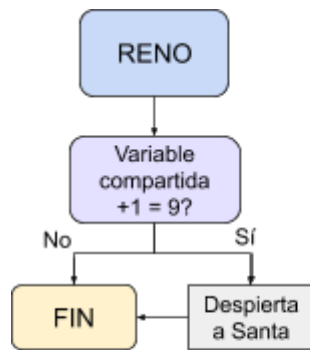 RENO
Variable
compartida
+1 = 9?
No
Sí
FIN
Despierta
a Santa